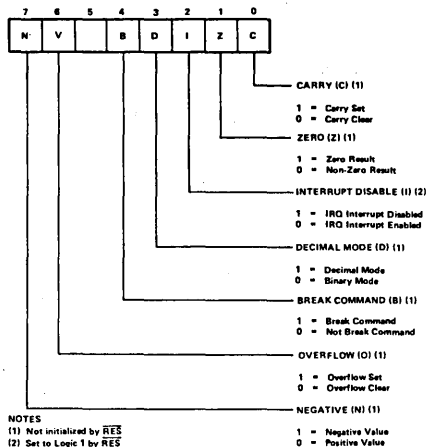 7 6 5 4 3 2 1 0
N V B D I Z C
CARRY (C) (1)
1 = Carry Set
0 = Carry Clear
ZERO (Z) (1)
1 = Zero Result
0 = Non-Zero Result
INTERRUPT DISABLE (I) (2)
1 = IRQ Interrupt Disabled
0 = IRQ Interrupt Enabled
DECIMAL MODE (D) (1)
1 = Decimal Mode
0 = Binary Mode
BREAK COMMAND (B) (1)
1 = Break Command
0 = Not Break Command
OVERFLOW (O) (1)
1 = Overflow Set
0 = Overflow Clear
NEGATIVE (N) (1)
1 = Negative Value
0 = Positive Value
NOTES
(1) Not initialized by RES
(2) Set to Logic 1 by RES